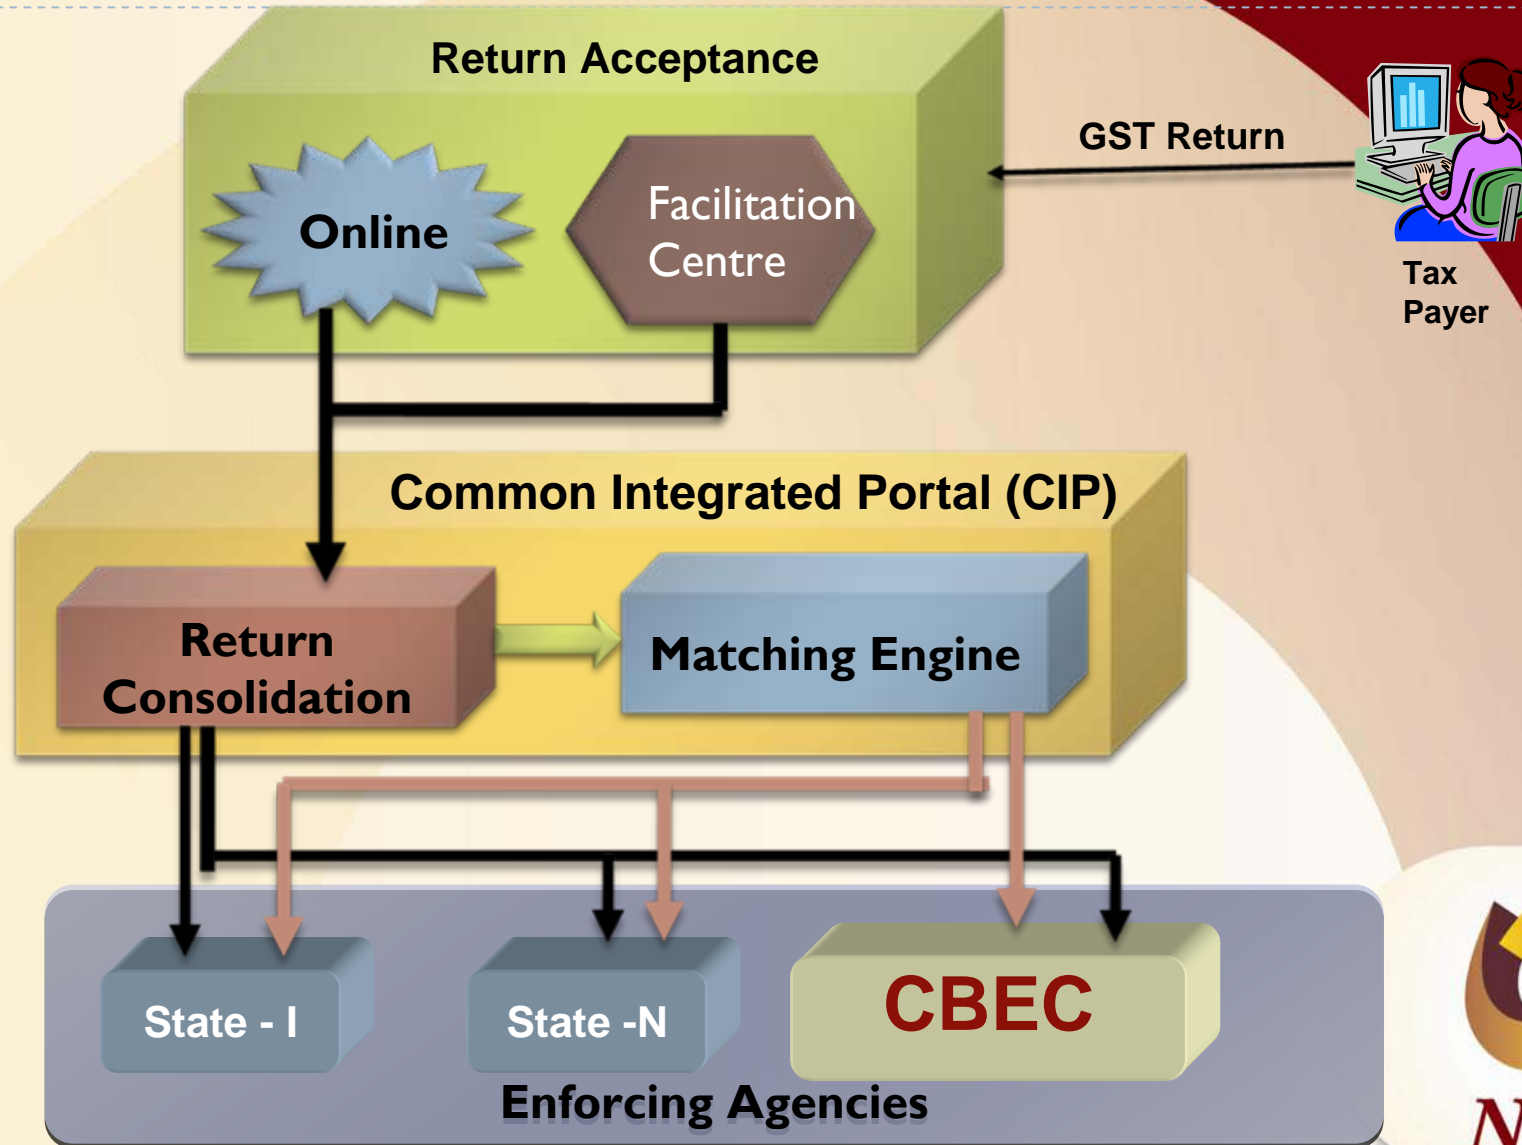 Return Acceptance
GST Return
Online
Facilitation
Centre
Tax
Payer
Common Integrated Portal (CIP)
Return
Consolidation
Matching Engine
State - I
State -N
CBEC
Enforcing Agencies